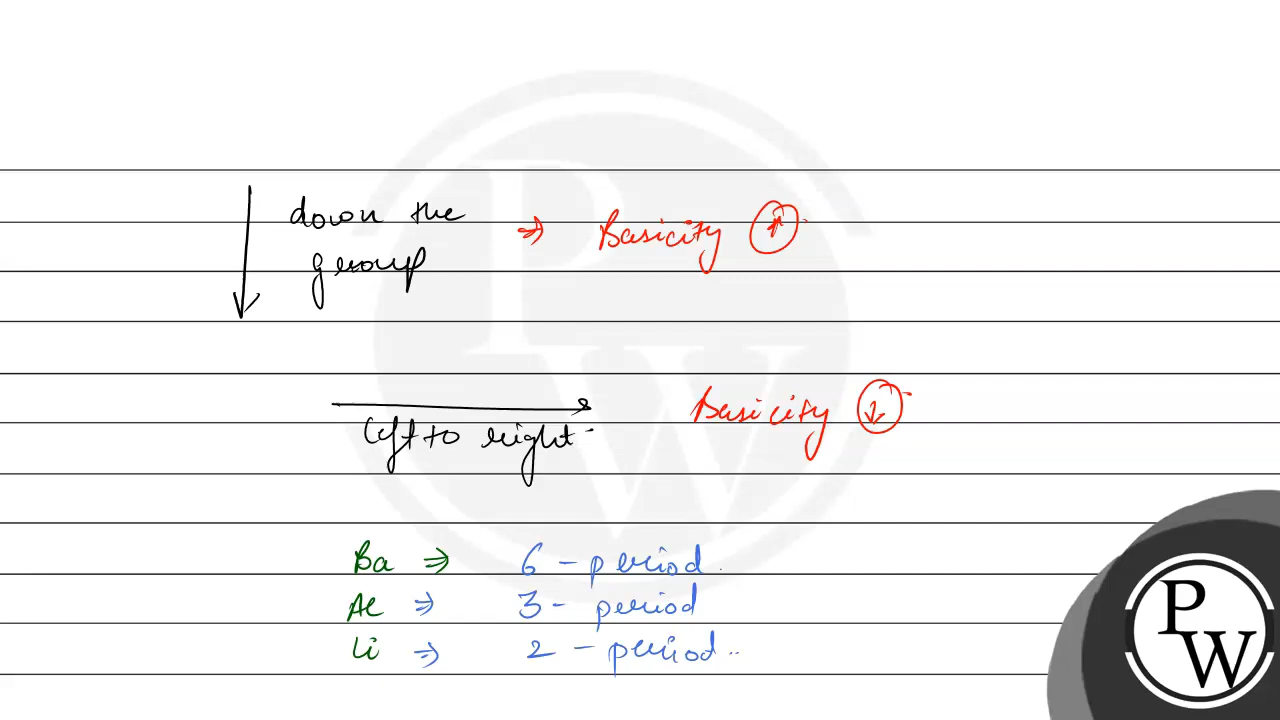 down the
group
⇒ Basicity ↑
left to right
Basicity ↓
Ba ⇒ 6 - period
Al ⇒ 3 - period
Li ⇒ 2 - period
P
W